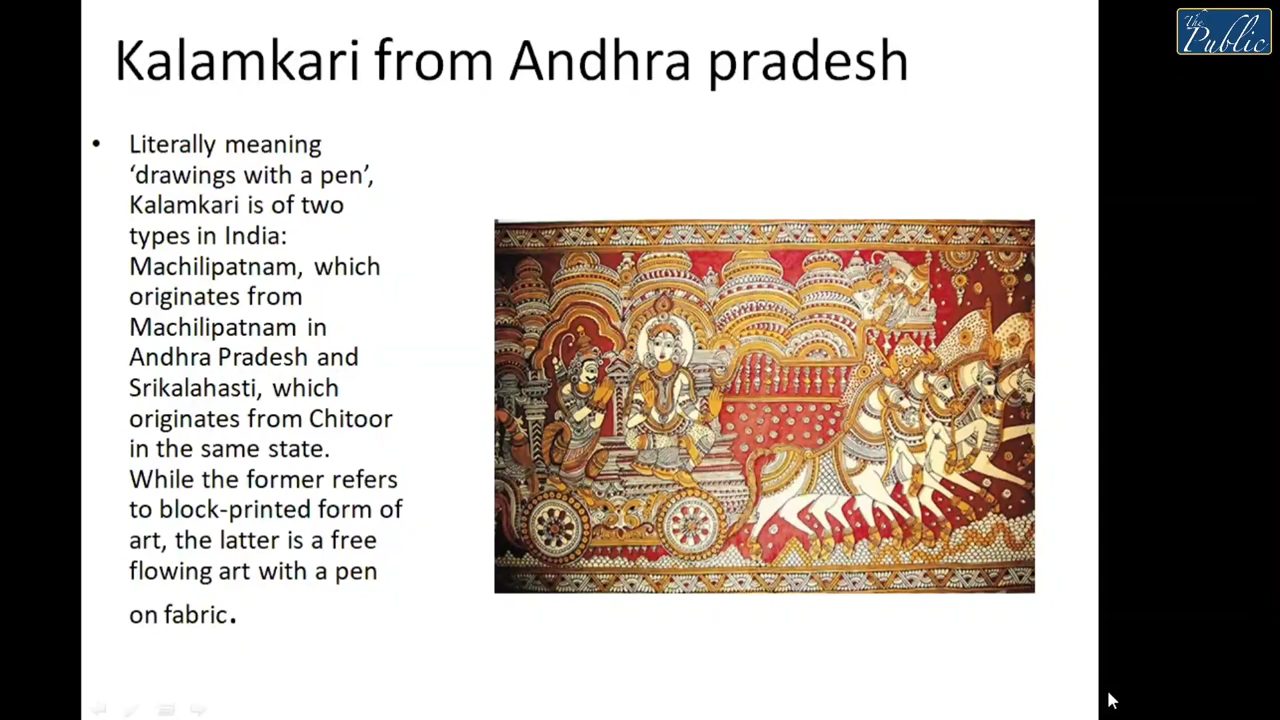 The
Public
Kalamkari from Andhra pradesh
• Literally meaning
‘drawings with a pen’,
Kalamkari is of two
types in India:
Machilipatnam, which
originates from
Machilipatnam in
Andhra Pradesh and
Srikalahasti, which
originates from Chitoor
in the same state.
While the former refers
to block-printed form of
art, the latter is a free
flowing art with a pen
on fabric.